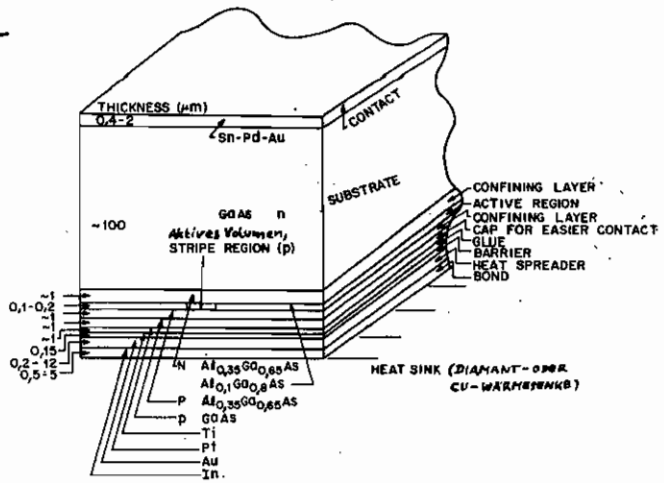 THICKNESS (µm)
0,4-2
Sn-Pd-Au
CONTACT
SUBSTRATE
GaAs n
~100
Aktives Volumen,
STRIPE REGION (p)
CONFINING LAYER
ACTIVE REGION
CONFINING LAYER
CAP FOR EASIER CONTACT
GLUE
BARRIER
HEAT SPREADER
BOND
~1
0,1-0,2
~1
~1
~1
0,15
0,2-12
0,5-5
N Al0,35Ga0,65As
Al0,1Ga0,8As
P Al0,35Ga0,65As
p GaAs
Ti
Pt
Au
In.
HEAT SINK (DIAMANT- ODER
CU-WÄRMESENKE)